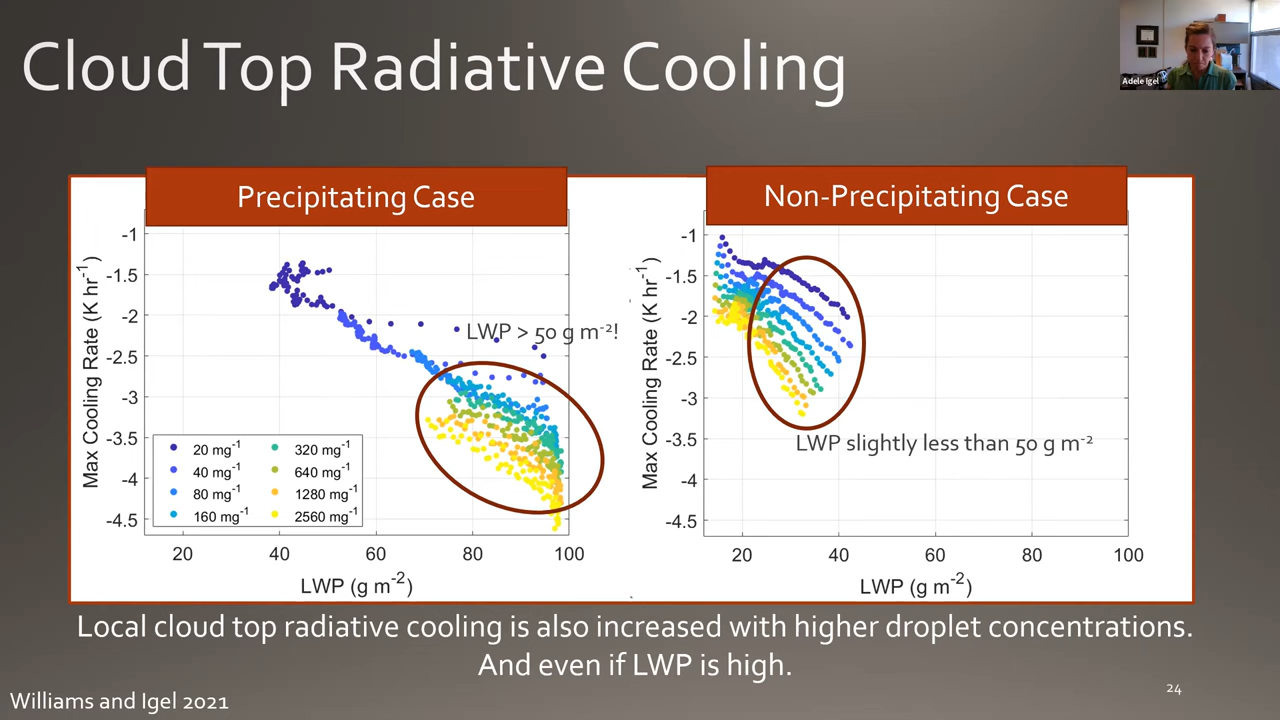 Cloud Top Radiative Cooling
Adele Igel
Precipitating Case
Max Cooling Rate (K hr-1)
-1
-1.5
-2
-2.5
-3
-3.5
-4
-4.5
LWP > 50 g m-2!
20 mg-1
40 mg-1
80 mg-1
160 mg-1
320 mg-1
640 mg-1
1280 mg-1
2560 mg-1
20 40 60 80 100
LWP (g m-2)
Non-Precipitating Case
Max Cooling Rate (K hr-1)
-1
-1.5
-2
-2.5
-3
-3.5
-4
-4.5
LWP slightly less than 50 g m-2
20 40 60 80 100
LWP (g m-2)
Local cloud top radiative cooling is also increased with higher droplet concentrations.
And even if LWP is high.
Williams and Igel 2021
24